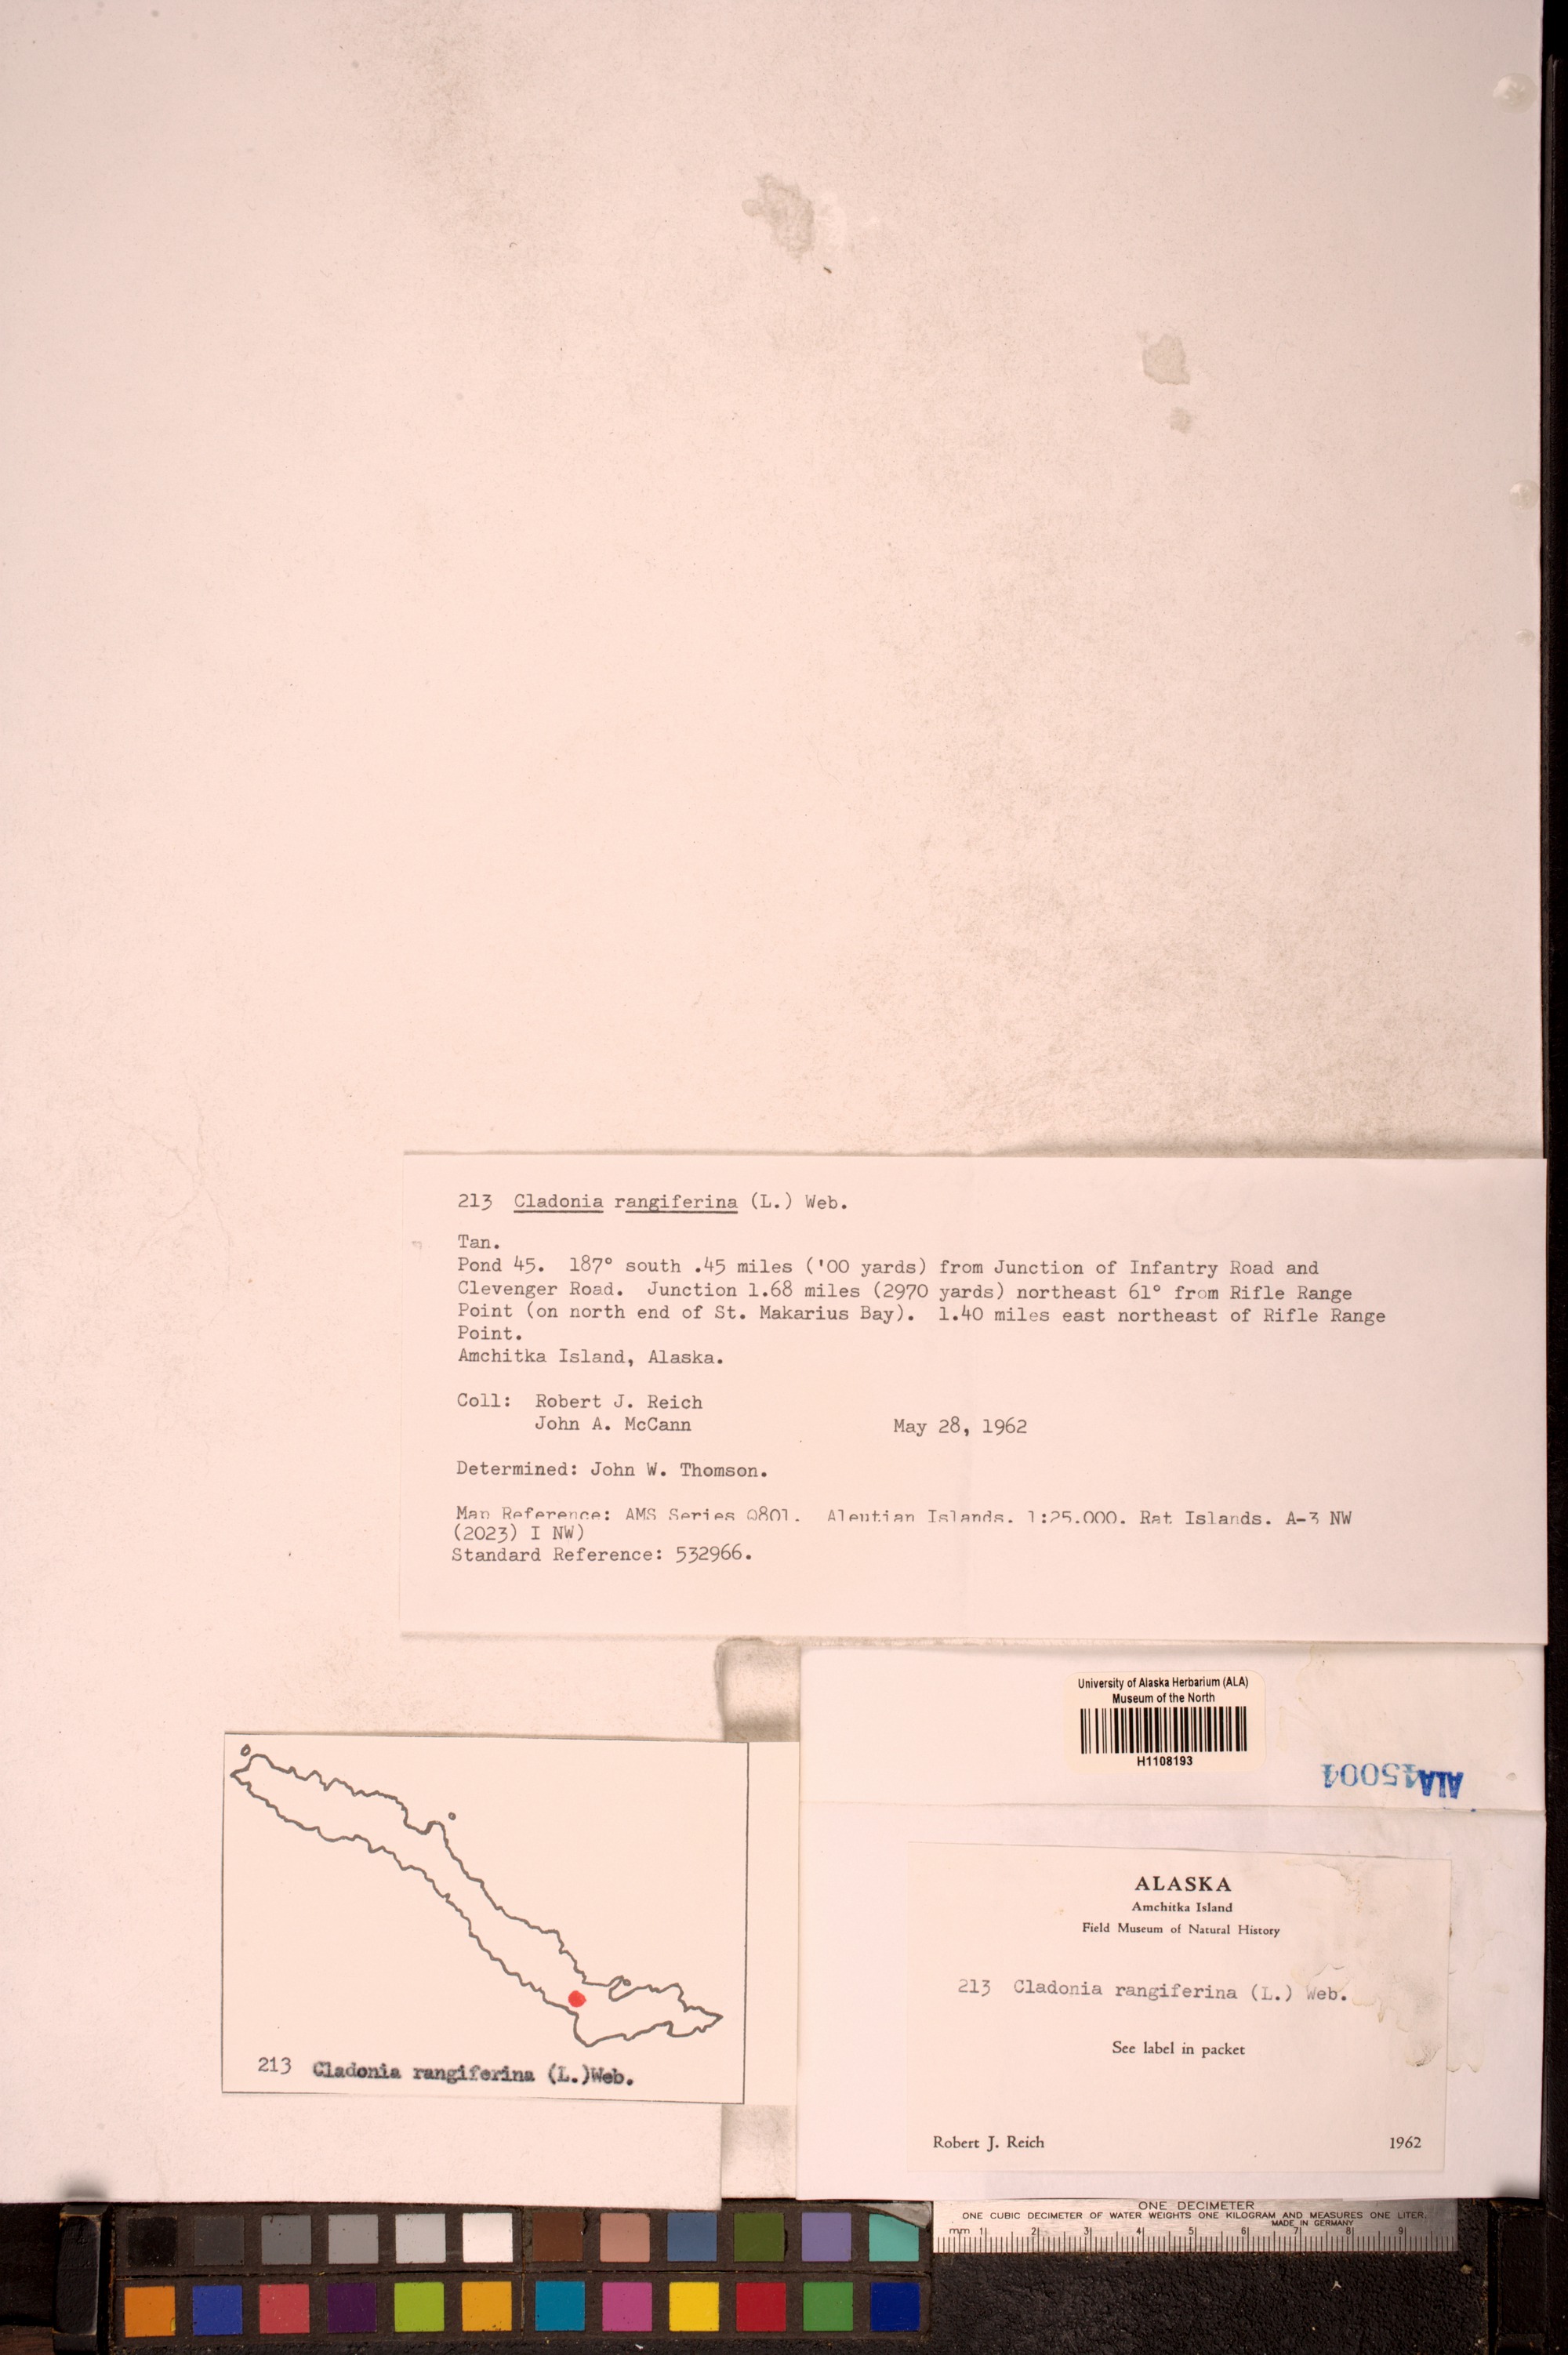 213 Cladonia rangiferina (L.) Web.
Tan.
Pond 45. 187° south .45 miles ('00 yards) from Junction of Infantry Road and
Clevenger Road. Junction 1.68 miles (2970 yards) northeast 61° from Rifle Range
Point (on north end of St. Makarius Bay). 1.40 miles east northeast of Rifle Range
Point.
Amchitka Island, Alaska.
Coll: Robert J. Reich
John A. McCann May 28, 1962
Determined: John W. Thomson.
Map Reference: AMS Series Q801. Aleutian Islands. 1:25.000. Rat Islands. A-3 NW
(2023) I NW)
Standard Reference: 532966.
University of Alaska Herbarium (ALA)
Museum of the North
H1108193
ALA
ALASKA
Amchitka Island
Field Museum of Natural History
213 Cladonia rangiferina (L.) Web.
See label in packet
Robert J. Reich 1962
213 Cladonia rangiferina (L.)Web.
ONE DECIMETER
ONE CUBIC DECIMETER OF WATER WEIGHTS ONE KILOGRAM AND MEASURES ONE LITER.
MADE IN GERMANY
mm 1 2 3 4 5 6 7 8 9